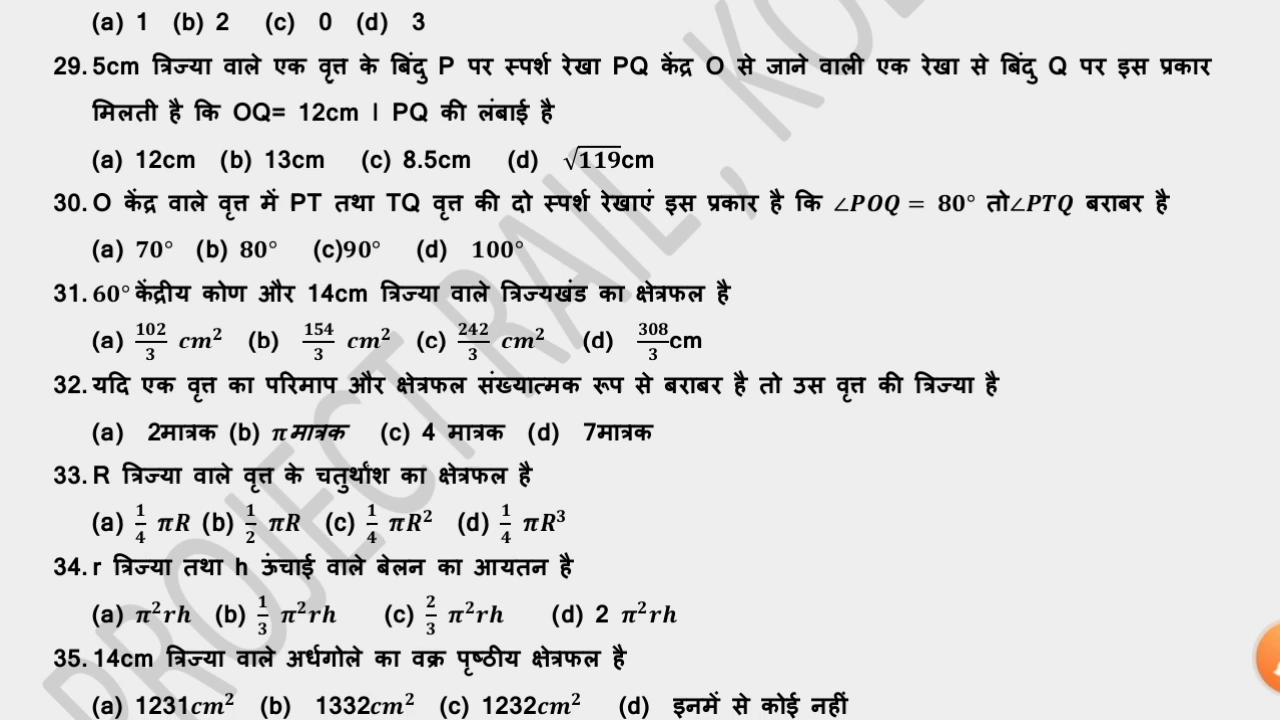 (a) 1 (b) 2 (c) 0 (d) 3
29. 5cm त्रिज्या वाले एक वृत्त के बिंदु P पर स्पर्श रेखा PQ केंद्र O से जाने वाली एक रेखा से बिंदु Q पर इस प्रकार
मिलती है कि OQ= 12cm । PQ की लंबाई है
(a) 12cm (b) 13cm (c) 8.5cm (d) √119cm
30. O केंद्र वाले वृत्त में PT तथा TQ वृत्त की दो स्पर्श रेखाएं इस प्रकार है कि ∠POQ = 80° तो∠PTQ बराबर है
(a) 70° (b) 80° (c)90° (d) 100°
31. 60° केंद्रीय कोण और 14cm त्रिज्या वाले त्रिज्यखंड का क्षेत्रफल है
(a) 102/3 cm² (b) 154/3 cm² (c) 242/3 cm² (d) 308/3cm
32. यदि एक वृत्त का परिमाप और क्षेत्रफल संख्यात्मक रूप से बराबर है तो उस वृत्त की त्रिज्या है
(a) 2मात्रक (b) π मात्रक (c) 4 मात्रक (d) 7मात्रक
33. R त्रिज्या वाले वृत्त के चतुर्थांश का क्षेत्रफल है
(a) 1/4 πR (b) 1/2 πR (c) 1/4 πR² (d) 1/4 πR³
34. r त्रिज्या तथा h ऊंचाई वाले बेलन का आयतन है
(a) π²rh (b) 1/3 π²rh (c) 2/3 π²rh (d) 2 π²rh
35. 14cm त्रिज्या वाले अर्धगोले का वक्र पृष्ठीय क्षेत्रफल है
(a) 1231cm² (b) 1332cm² (c) 1232cm² (d) इनमें से कोई नहीं
PROJECT RAIL ,